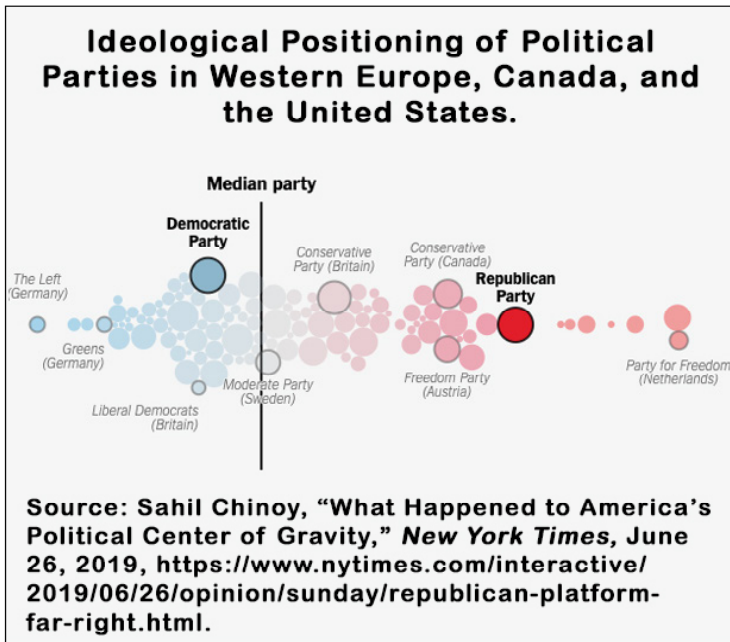 Ideological Positioning of Political
Parties in Western Europe, Canada, and
the United States.
Median party
Democratic
Party
Conservative
Party (Britain)
Conservative
Party (Canada)
Republican
Party
The Left
(Germany)
Greens
(Germany)
Liberal Democrats
(Britain)
Moderate Party
(Sweden)
Freedom Party
(Austria)
Party for Freedom
(Netherlands)
Source: Sahil Chinoy, “What Happened to America’s
Political Center of Gravity,” New York Times, June
26, 2019, https://www.nytimes.com/interactive/
2019/06/26/opinion/sunday/republican-platform-
far-right.html.